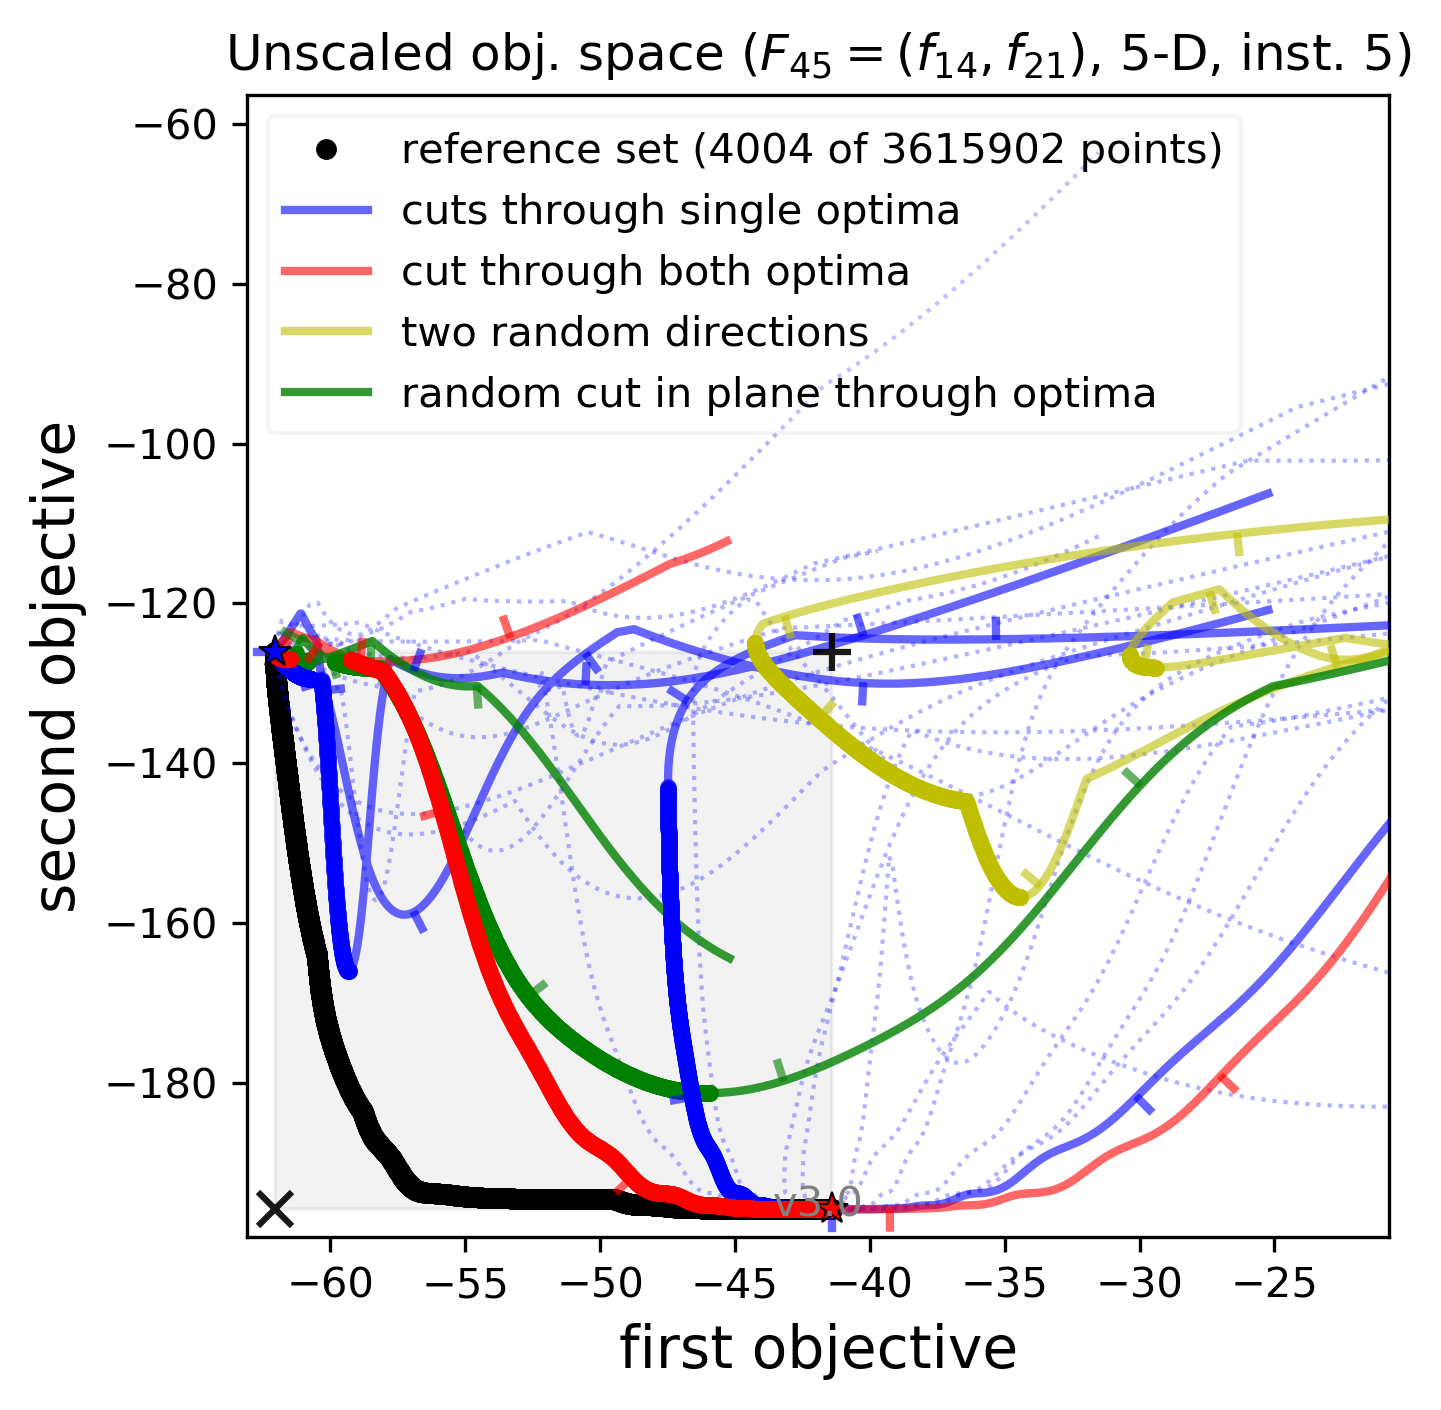 Unscaled obj. space (F₄₅ = (f₁₄, f₂₁), 5-D, inst. 5)
reference set (4004 of 3615902 points)
cuts through single optima
cut through both optima
two random directions
random cut in plane through optima
second objective
−60
−80
−100
−120
−140
−160
−180
v3.0
−60 −55 −50 −45 −40 −35 −30 −25
first objective